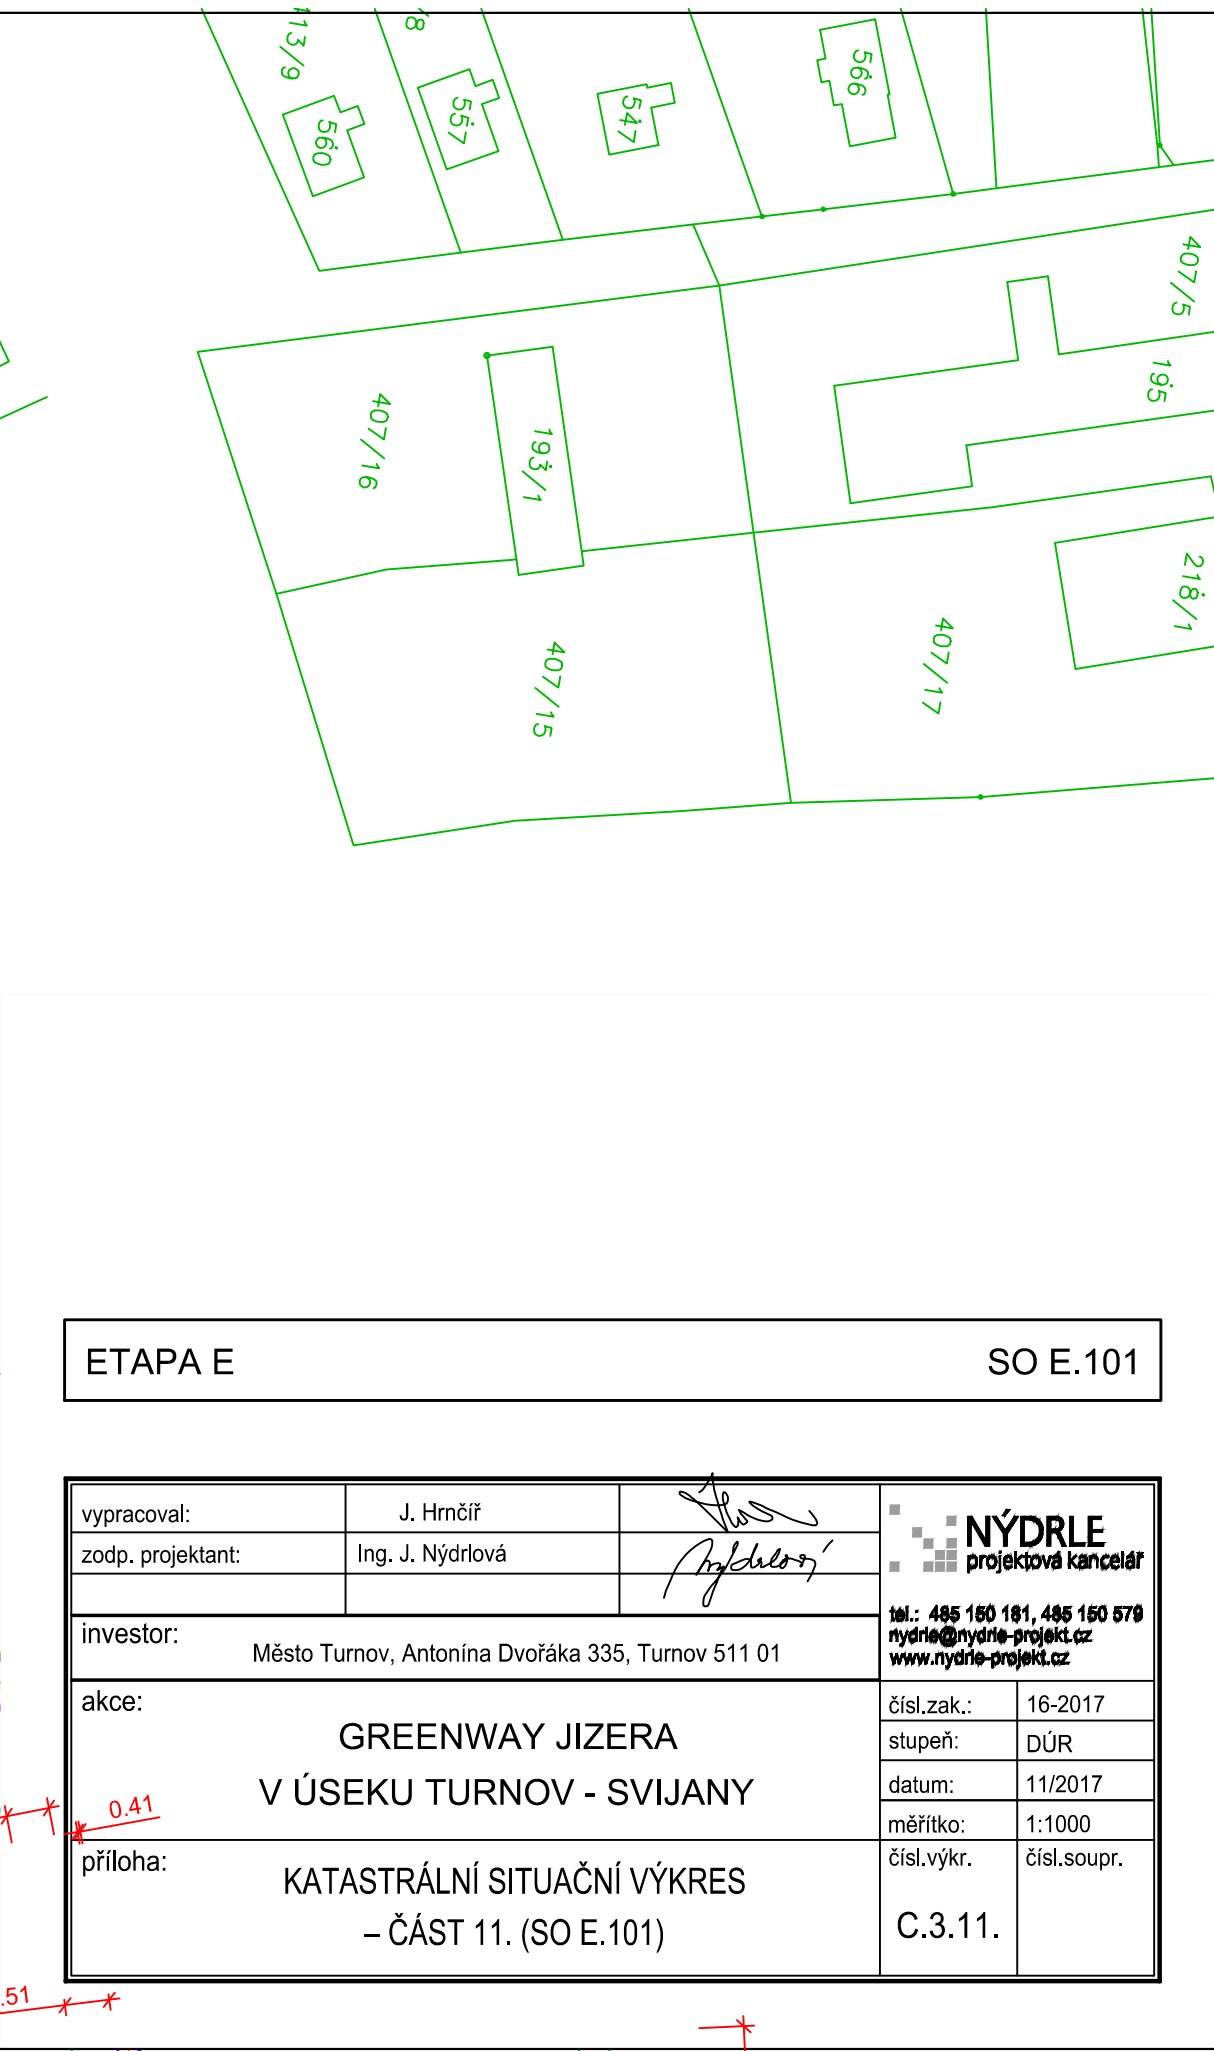 13/9
/8
560
557
547
566
407/5
195
407/16
193/1
218/1
407/15
407/17
ETAPA E SO E.101
vypracoval: J. Hrnčíř
zodp. projektant: Ing. J. Nýdrlová
NÝDRLE
projektová kancelář
tel.: 485 150 181, 485 150 579
nydrle@nydrle-projekt.cz
www.nydrle-projekt.cz
investor:
Město Turnov, Antonína Dvořáka 335, Turnov 511 01
akce:
GREENWAY JIZERA
V ÚSEKU TURNOV - SVIJANY
čísl.zak.: 16-2017
stupeň: DÚR
datum: 11/2017
měřítko: 1:1000
0.41
příloha:
KATASTRÁLNÍ SITUAČNÍ VÝKRES
– ČÁST 11. (SO E.101)
čísl.výkr. čísl.soupr.
C.3.11.
.51